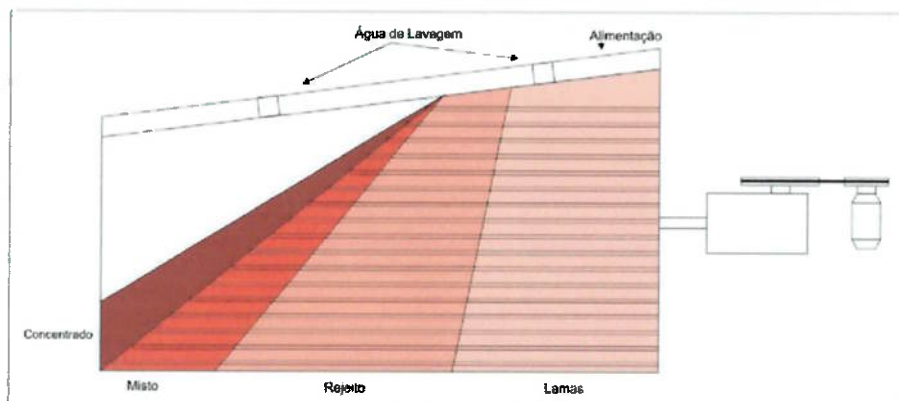 Água de Lavagem
Alimentação
Concentrado
Misto
Rejeito
Lamas